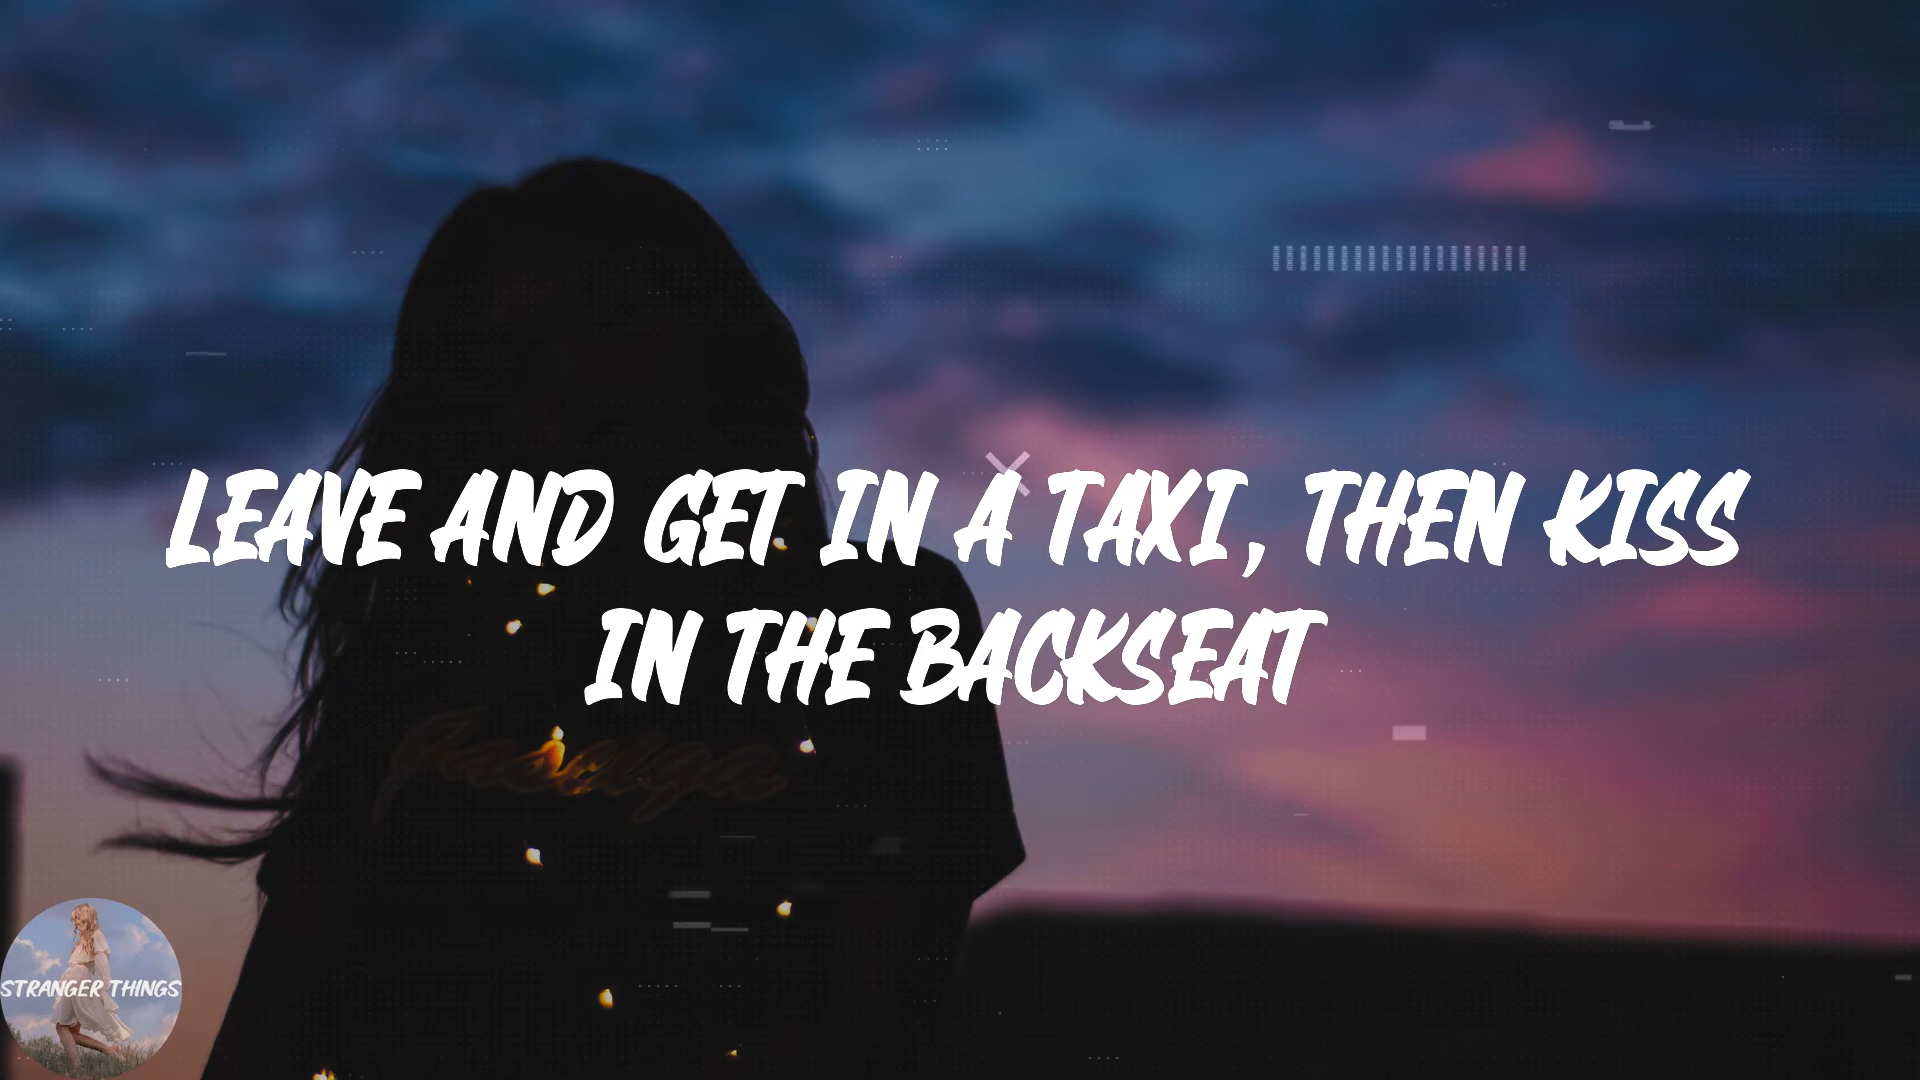 LEAVE AND GET IN A TAXI, THEN KISS
IN THE BACKSEAT
STRANGER THINGS